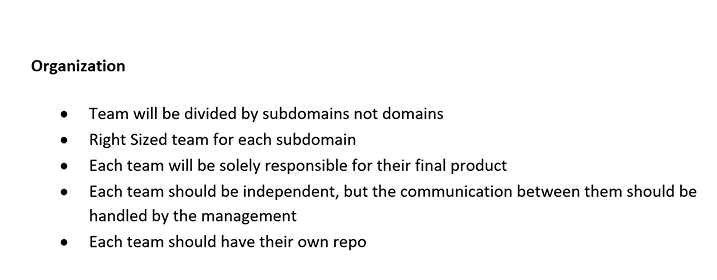 Organization
• Team will be divided by subdomains not domains
• Right Sized team for each subdomain
• Each team will be solely responsible for their final product
• Each team should be independent, but the communication between them should be
handled by the management
• Each team should have their own repo